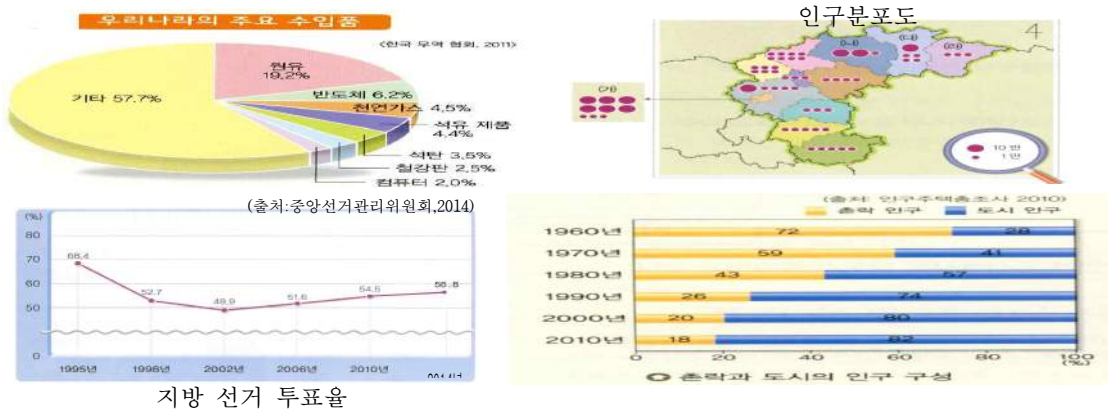 우리나라의 주요 수입품
(한국 무역 협회, 2011)
원유
19.2%
반도체 6.2%
천연가스 4.5%
석유 제품
4.4%
석탄 3.5%
철강판 2.5%
컴퓨터 2.0%
기타 57.7%
인구분포도
4
(가)
(나)
(다)
(라)
10만
1만
(출처:중앙선거관리위원회,2014)
(%)
80
70
60
50
0
68.4
52.7
48.9
51.6
54.5
56.8
1995년
1998년
2002년
2006년
2010년
지방 선거 투표율
(출처: 인구주택총조사 2010)
촌락 인구
도시 인구
1960년 72 28
1970년 59 41
1980년 43 57
1990년 26 74
2000년 20 80
2010년 18 82
0 20 40 60 80 100
(%)
촌락과 도시의 인구 구성